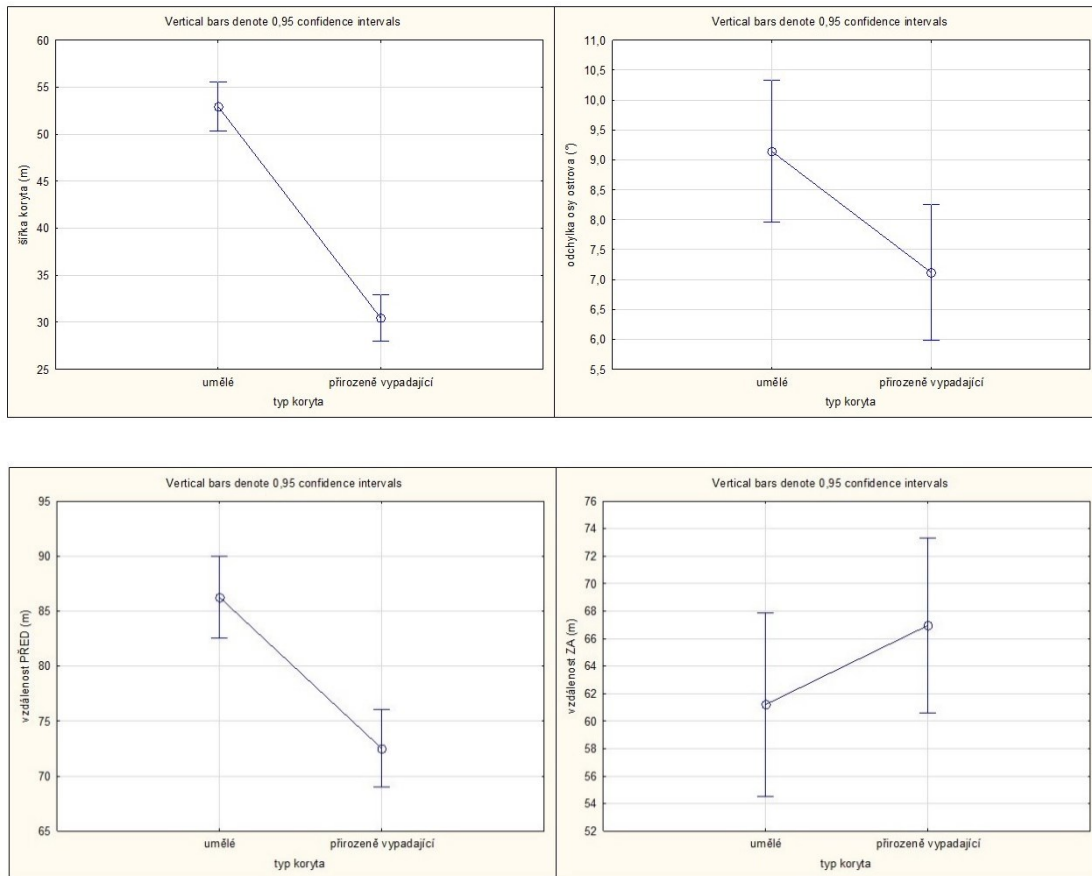 Vertical bars denote 0,95 confidence intervals
60
55
50
45
40
35
30
25
šířka koryta (m)
umělé
přirozeně vypadající
typ koryta
Vertical bars denote 0,95 confidence intervals
11,0
10,5
10,0
9,5
9,0
8,5
8,0
7,5
7,0
6,5
6,0
5,5
odchylka osy ostrova (°)
umělé
přirozeně vypadající
typ koryta
Vertical bars denote 0,95 confidence intervals
95
90
85
80
75
70
65
vzdálenost PŘED (m)
umělé
přirozeně vypadající
typ koryta
Vertical bars denote 0,95 confidence intervals
76
74
72
70
68
66
64
62
60
58
56
54
52
vzdálenost ZA (m)
umělé
přirozeně vypadající
typ koryta